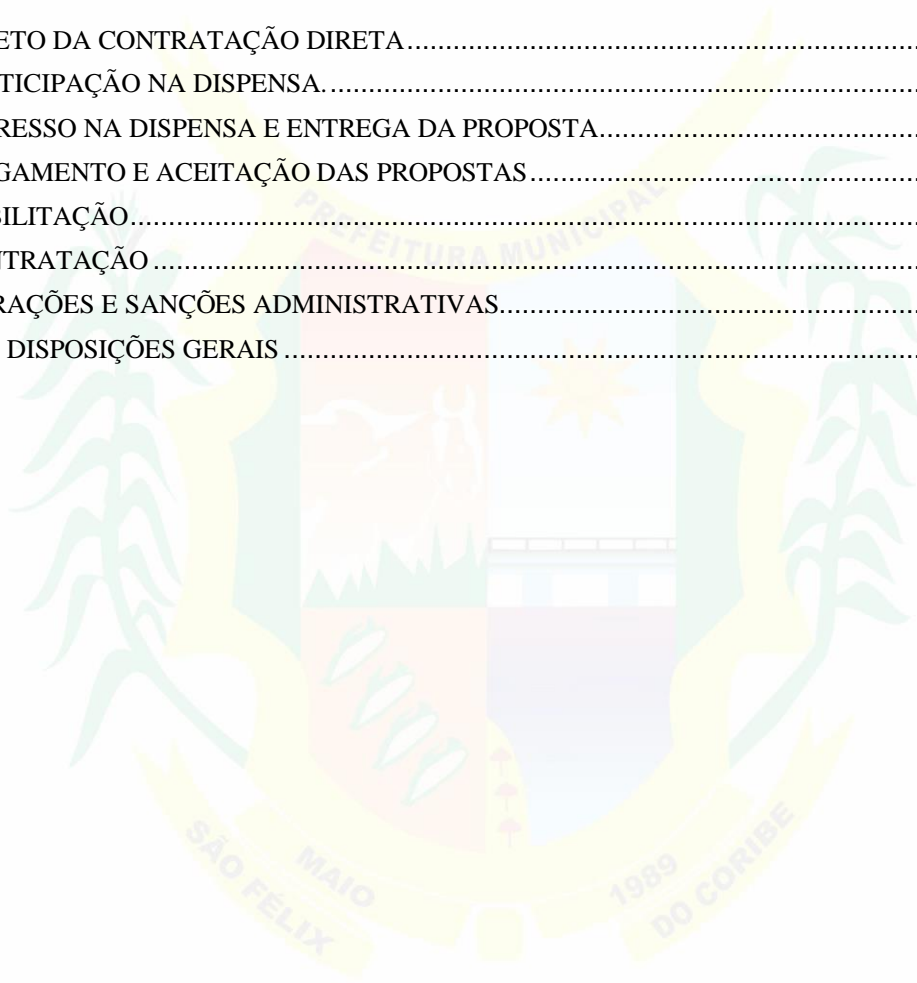 ETO DA CONTRATAÇÃO DIRETA..............................................................................
TICIPAÇÃO NA DISPENSA...............................................................................
RESSO NA DISPENSA E ENTREGA DA PROPOSTA..........................................
GAMENTO E ACEITAÇÃO DAS PROPOSTAS...................................................
BILITAÇÃO.......................................................................................................
NTRATAÇÃO....................................................................................................
RAÇÕES E SANÇÕES ADMINISTRATIVAS.......................................................
DISPOSIÇÕES GERAIS...................................................................................
PREFEITURA MUNICIPAL
SÃO FÉLIX
MAIO
1989
DO CORIBE